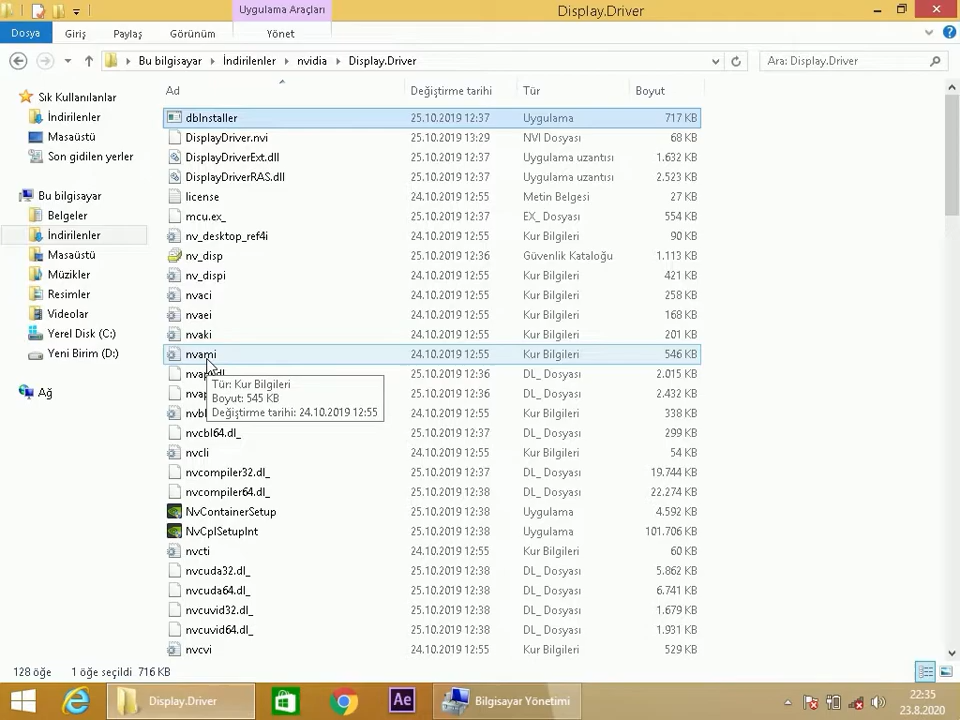 Uygulama Araçları
Display.Driver
Dosya Giriş Paylaş Görünüm Yönet
Bu bilgisayar İndirilenler nvidia Display.Driver
Ara: Display.Driver
Ad Değiştirme tarihi Tür Boyut
Sık Kullanılanlar
İndirilenler
Masaüstü
Son gidilen yerler
Bu bilgisayar
Belgeler
İndirilenler
Masaüstü
Müzikler
Resimler
Videolar
Yerel Disk (C:)
Yeni Birim (D:)
Ağ
dbInstaller 25.10.2019 12:37 Uygulama 717 KB
DisplayDriver.nvi 25.10.2019 13:29 NVI Dosyası 68 KB
DisplayDriverExt.dll 25.10.2019 12:37 Uygulama uzantısı 1.632 KB
DisplayDriverRAS.dll 25.10.2019 12:37 Uygulama uzantısı 2.523 KB
license 24.10.2019 12:55 Metin Belgesi 27 KB
mcu.ex_ 25.10.2019 12:37 EX_ Dosyası 554 KB
nv_desktop_ref4i 24.10.2019 12:55 Kur Bilgileri 90 KB
nv_disp 25.10.2019 12:36 Güvenlik Kataloğu 1.113 KB
nv_dispi 24.10.2019 12:55 Kur Bilgileri 421 KB
nvaci 24.10.2019 12:55 Kur Bilgileri 258 KB
nvaei 24.10.2019 12:55 Kur Bilgileri 168 KB
nvaki 24.10.2019 12:55 Kur Bilgileri 201 KB
nvami 24.10.2019 12:55 Kur Bilgileri 546 KB
25.10.2019 12:36 DL_ Dosyası 2.015 KB
25.10.2019 12:36 DL_ Dosyası 2.432 KB
24.10.2019 12:55 Kur Bilgileri 338 KB
Tür: Kur Bilgileri
Boyut: 545 KB
Değiştirme tarihi: 24.10.2019 12:55
nvcbl64.dl_ 25.10.2019 12:37 DL_ Dosyası 299 KB
nvcli 24.10.2019 12:55 Kur Bilgileri 54 KB
nvcompiler32.dl_ 25.10.2019 12:37 DL_ Dosyası 19.744 KB
nvcompiler64.dl_ 25.10.2019 12:38 DL_ Dosyası 22.274 KB
NvContainerSetup 25.10.2019 12:38 Uygulama 4.592 KB
NvCplSetupInt 25.10.2019 12:38 Uygulama 101.706 KB
nvcti 24.10.2019 12:55 Kur Bilgileri 60 KB
nvcuda32.dl_ 25.10.2019 12:38 DL_ Dosyası 5.862 KB
nvcuda64.dl_ 25.10.2019 12:38 DL_ Dosyası 6.741 KB
nvcuvid32.dl_ 25.10.2019 12:38 DL_ Dosyası 1.679 KB
nvcuvid64.dl_ 25.10.2019 12:38 DL_ Dosyası 1.931 KB
nvcvi 24.10.2019 12:55 Kur Bilgileri 529 KB
128 öğe 1 öğe seçildi 716 KB
Display.Driver
Ae
Bilgisayar Yönetimi
22:35
23.8.2020